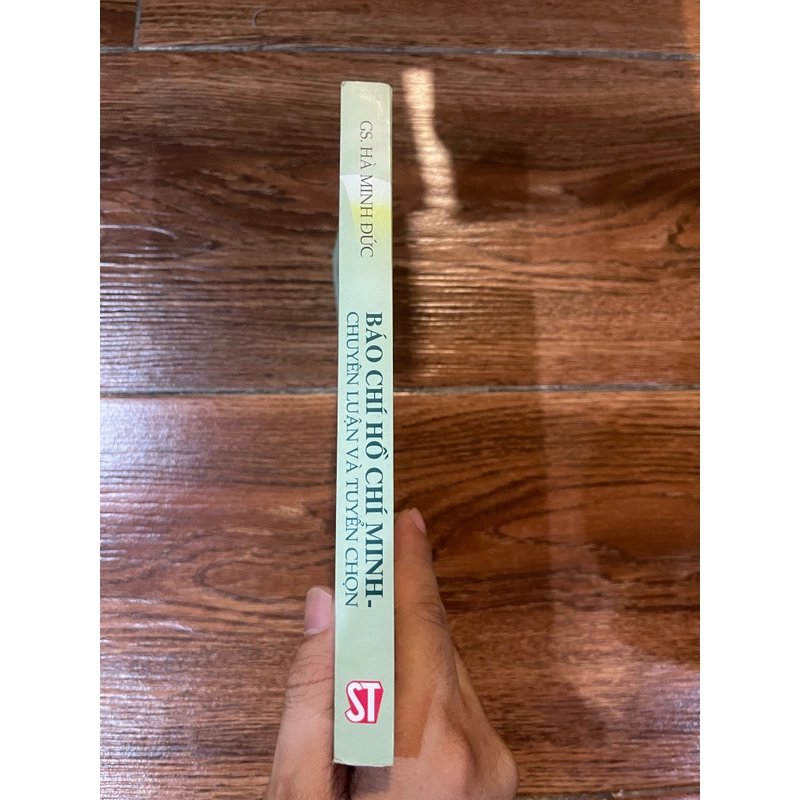 GS. HÀ MINH ĐỨC
BÁO CHÍ HỒ CHÍ MINH-
CHUYÊN LUẬN VÀ TUYỂN CHỌN
ST